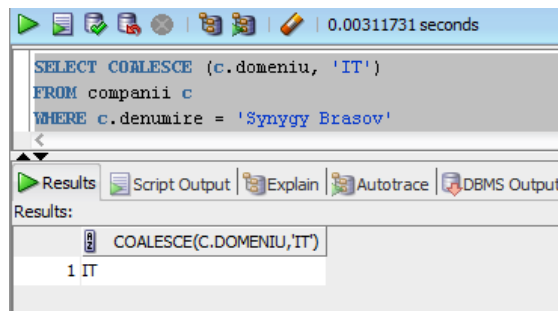 0.00311731 seconds
SELECT COALESCE (c.domeniu, 'IT')
FROM companii c
WHERE c.denumire = 'Synygy Brasov'
Results Script Output Explain Autotrace DBMS Output
Results:
COALESCE(C.DOMENIU,'IT')
1 IT